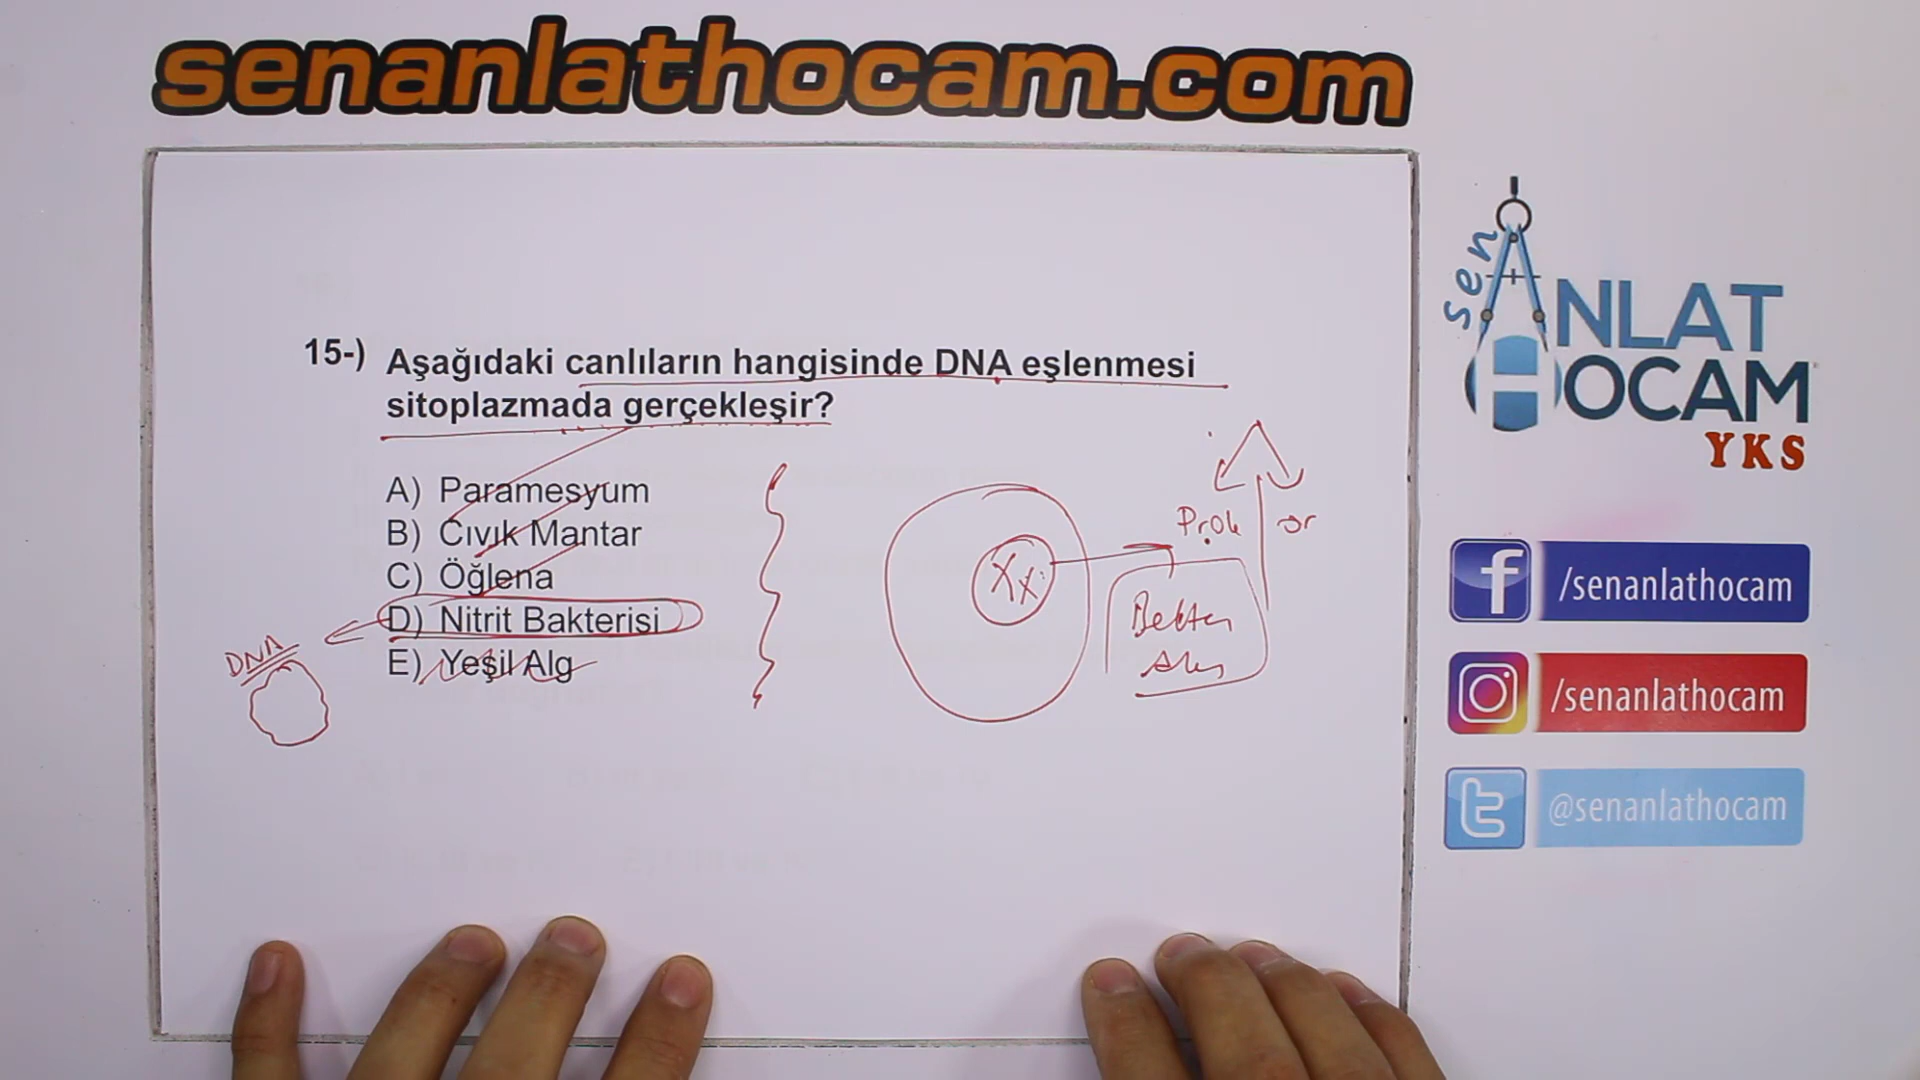 senanlathocam.com
15-) Aşağıdaki canlıların hangisinde DNA eşlenmesi
sitoplazmada gerçekleşir?
A) Paramesyum
B) Cıvık Mantar
C) Öğlena
D) Nitrit Bakterisi
E) Yeşil Alg
DNA
Prok
sen
ANLAT
HOCAM
YKS
/senanlathocam
/senanlathocam
@senanlathocam